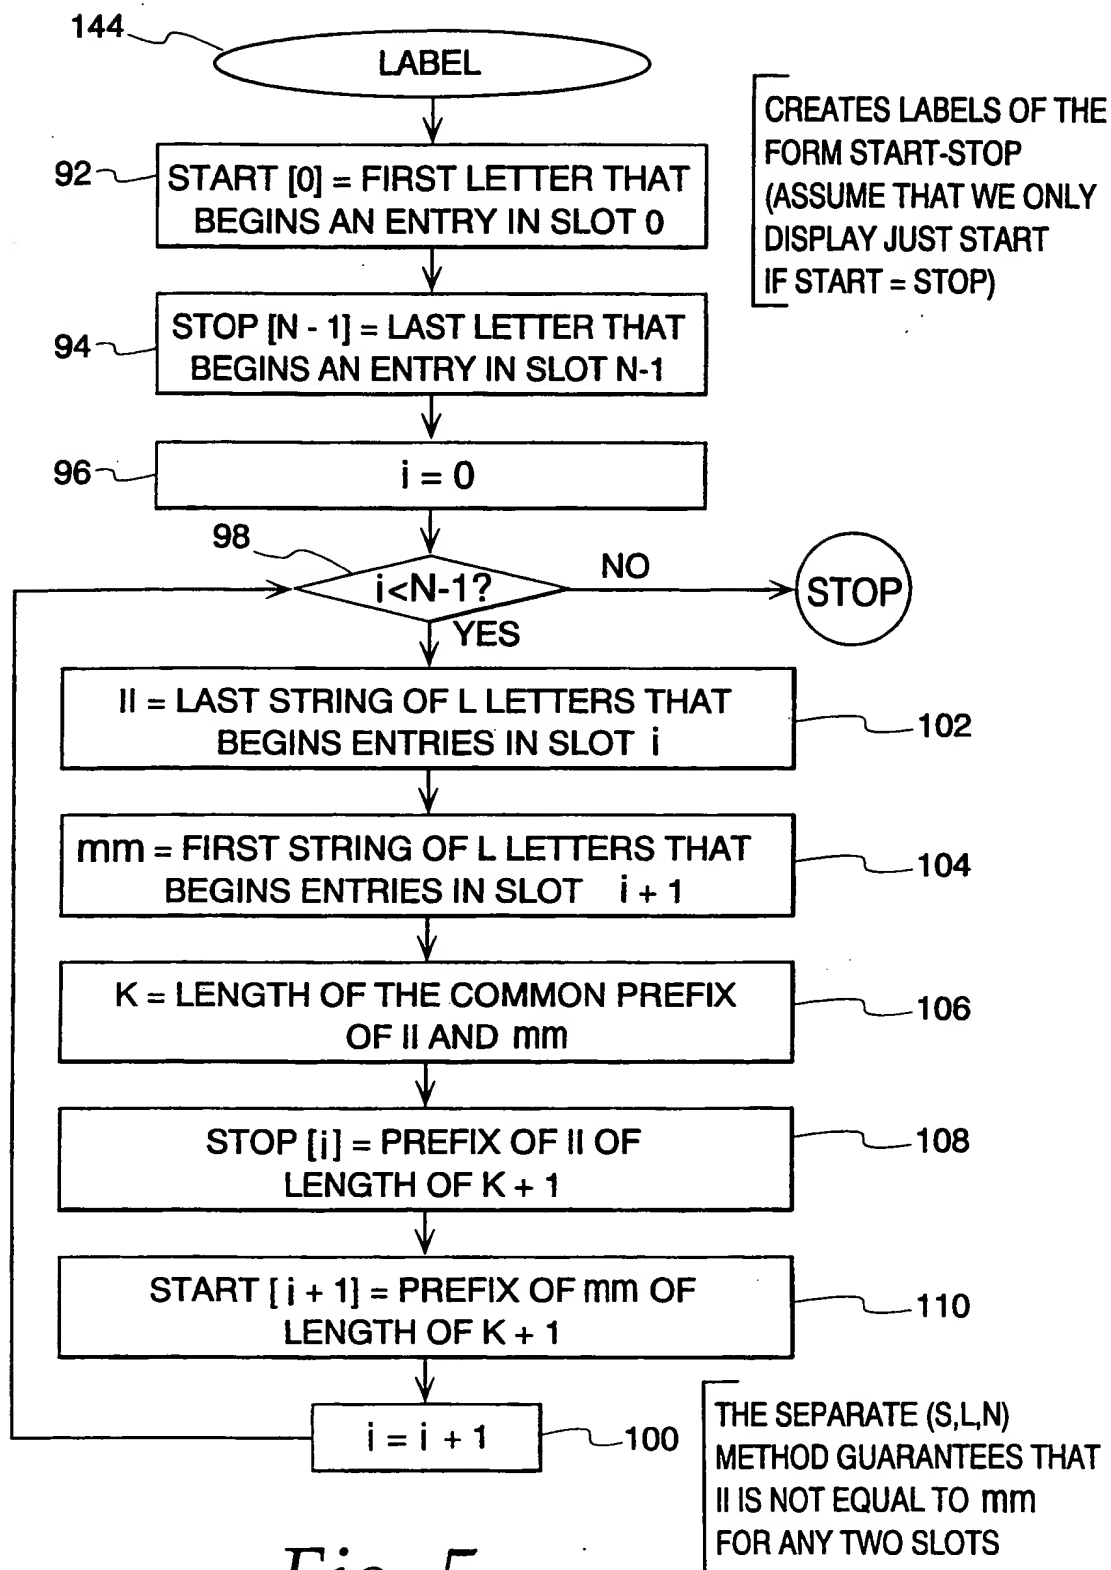 144
LABEL
CREATES LABELS OF THE
FORM START-STOP
(ASSUME THAT WE ONLY
DISPLAY JUST START
IF START = STOP)
92
START [0] = FIRST LETTER THAT
BEGINS AN ENTRY IN SLOT 0
94
STOP [N - 1] = LAST LETTER THAT
BEGINS AN ENTRY IN SLOT N-1
96
i = 0
98
i<N-1?
NO
STOP
YES
ll = LAST STRING OF L LETTERS THAT
BEGINS ENTRIES IN SLOT i
102
mm = FIRST STRING OF L LETTERS THAT
BEGINS ENTRIES IN SLOT i + 1
104
K = LENGTH OF THE COMMON PREFIX
OF ll AND mm
106
STOP [i] = PREFIX OF ll OF
LENGTH OF K + 1
108
START [ i + 1] = PREFIX OF mm OF
LENGTH OF K + 1
110
i = i + 1
100
THE SEPARATE (S,L,N)
METHOD GUARANTEES THAT
ll IS NOT EQUAL TO mm
FOR ANY TWO SLOTS
Fig. 5